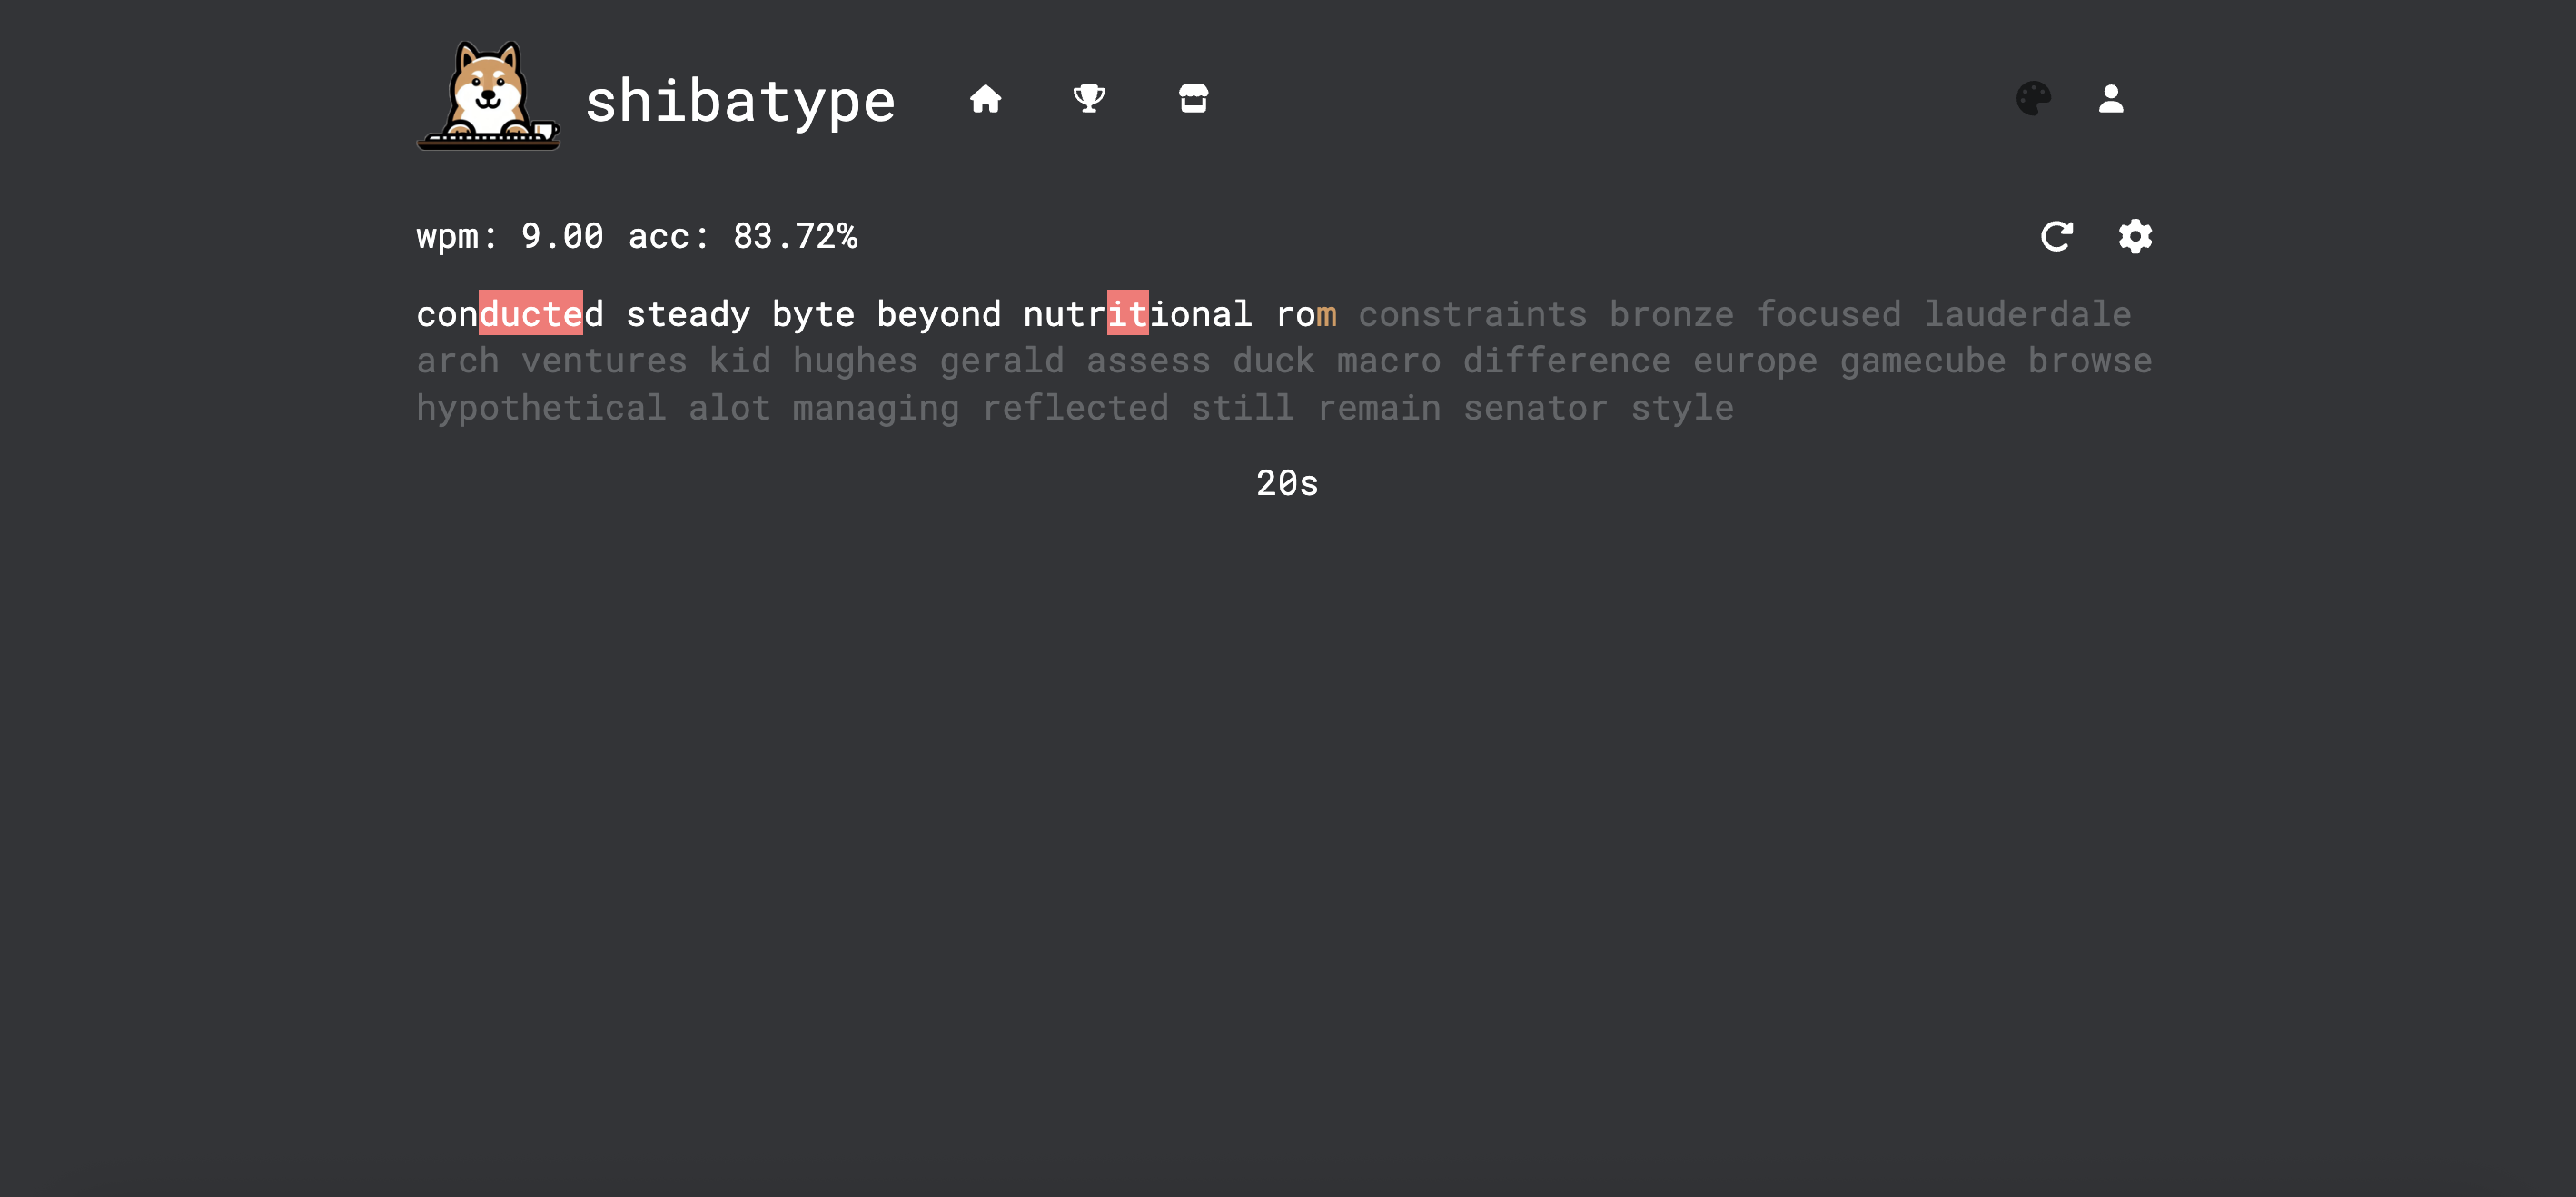 shibatype
wpm: 9.00 acc: 83.72%
conducted steady byte beyond nutritional rom constraints bronze focused lauderdale
arch ventures kid hughes gerald assess duck macro difference europe gamecube browse
hypothetical alot managing reflected still remain senator style
20s